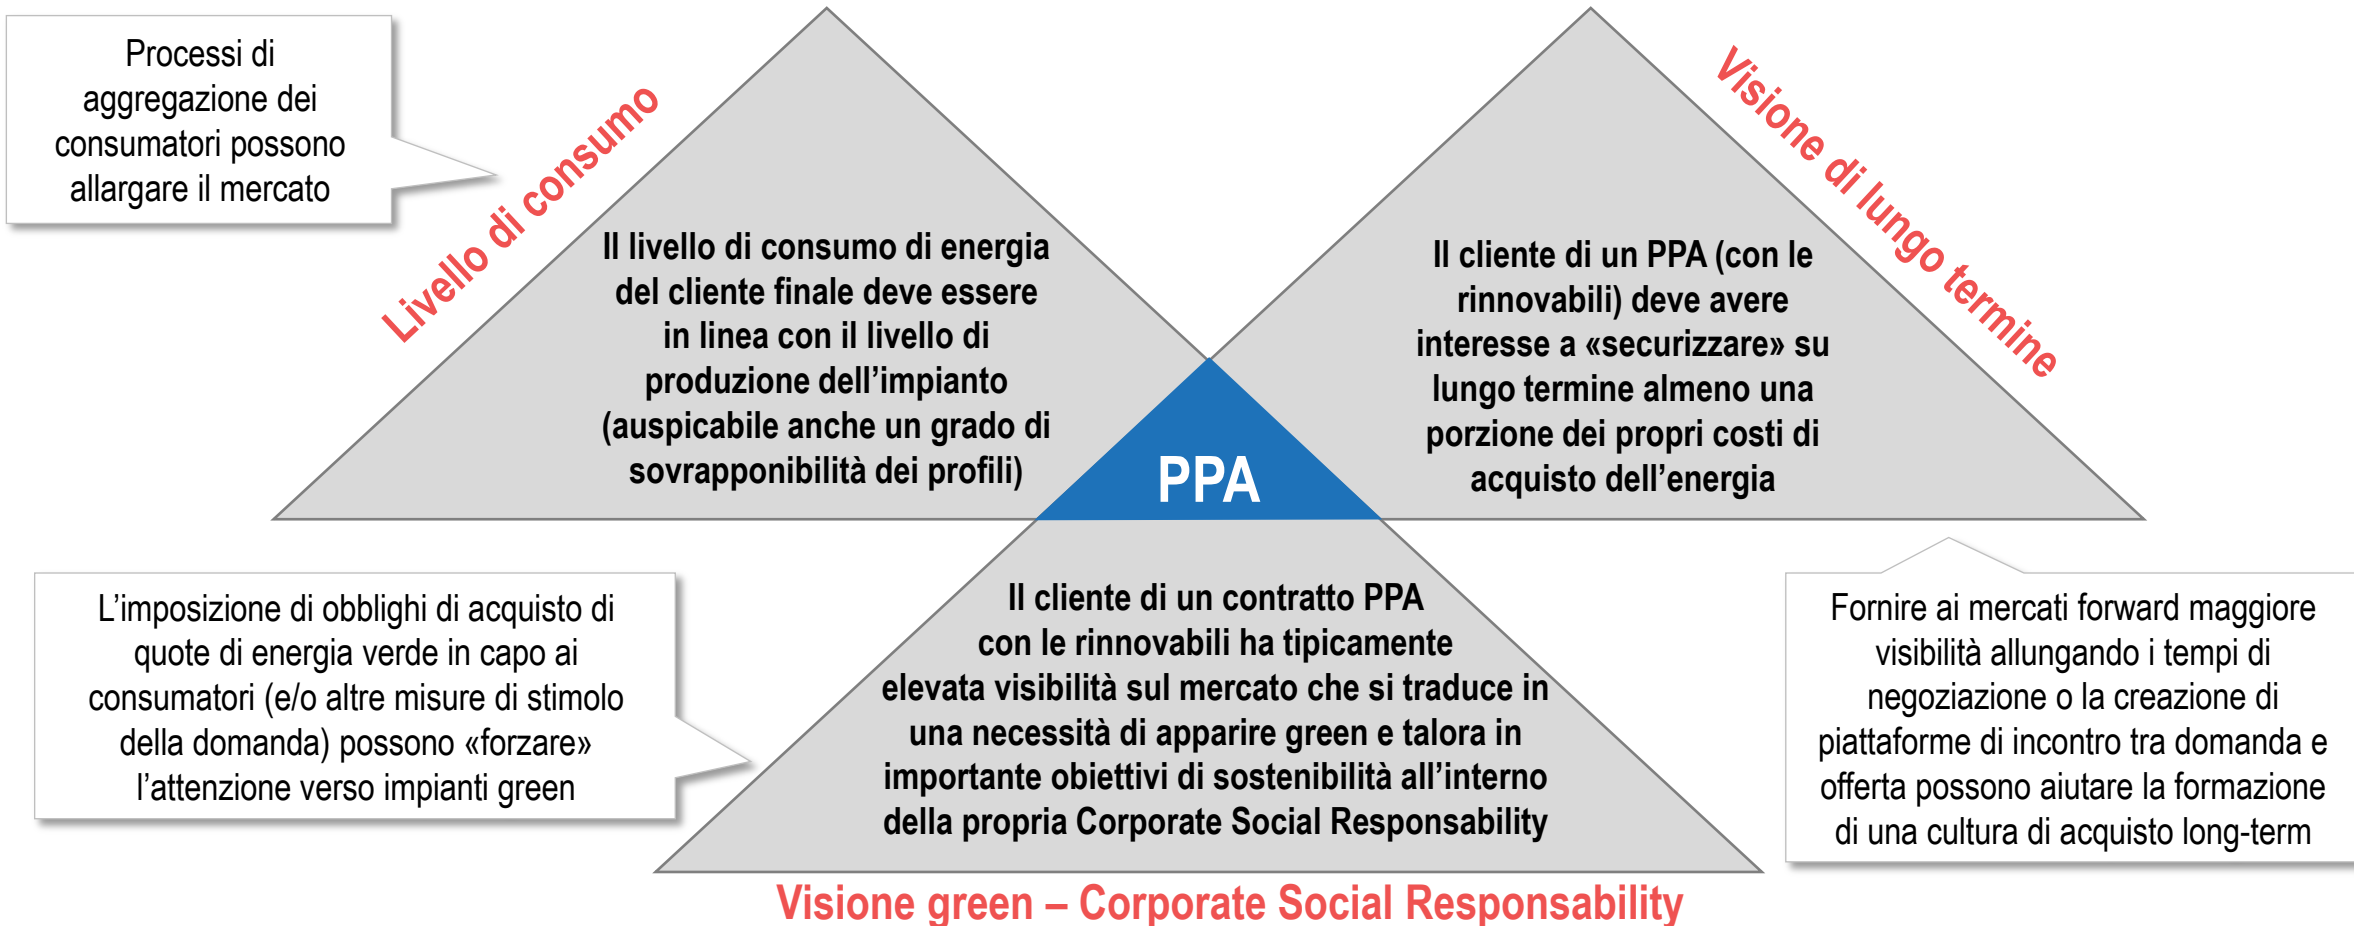 Processi di
aggregazione dei
consumatori possono
allargare il mercato
Livello di consumo
Il livello di consumo di energia
del cliente finale deve essere
in linea con il livello di
produzione dell’impianto
(auspicabile anche un grado di
sovrapponibilità dei profili)
Visione di lungo termine
Il cliente di un PPA (con le
rinnovabili) deve avere
interesse a «securizzare» su
lungo termine almeno una
porzione dei propri costi di
acquisto dell’energia
PPA
L’imposizione di obblighi di acquisto di
quote di energia verde in capo ai
consumatori (e/o altre misure di stimolo
della domanda) possono «forzare»
l’attenzione verso impianti green
Il cliente di un contratto PPA
con le rinnovabili ha tipicamente
elevata visibilità sul mercato che si traduce in
una necessità di apparire green e talora in
importante obiettivi di sostenibilità all’interno
della propria Corporate Social Responsability
Fornire ai mercati forward maggiore
visibilità allungando i tempi di
negoziazione o la creazione di
piattaforme di incontro tra domanda e
offerta possono aiutare la formazione
di una cultura di acquisto long-term
Visione green – Corporate Social Responsability